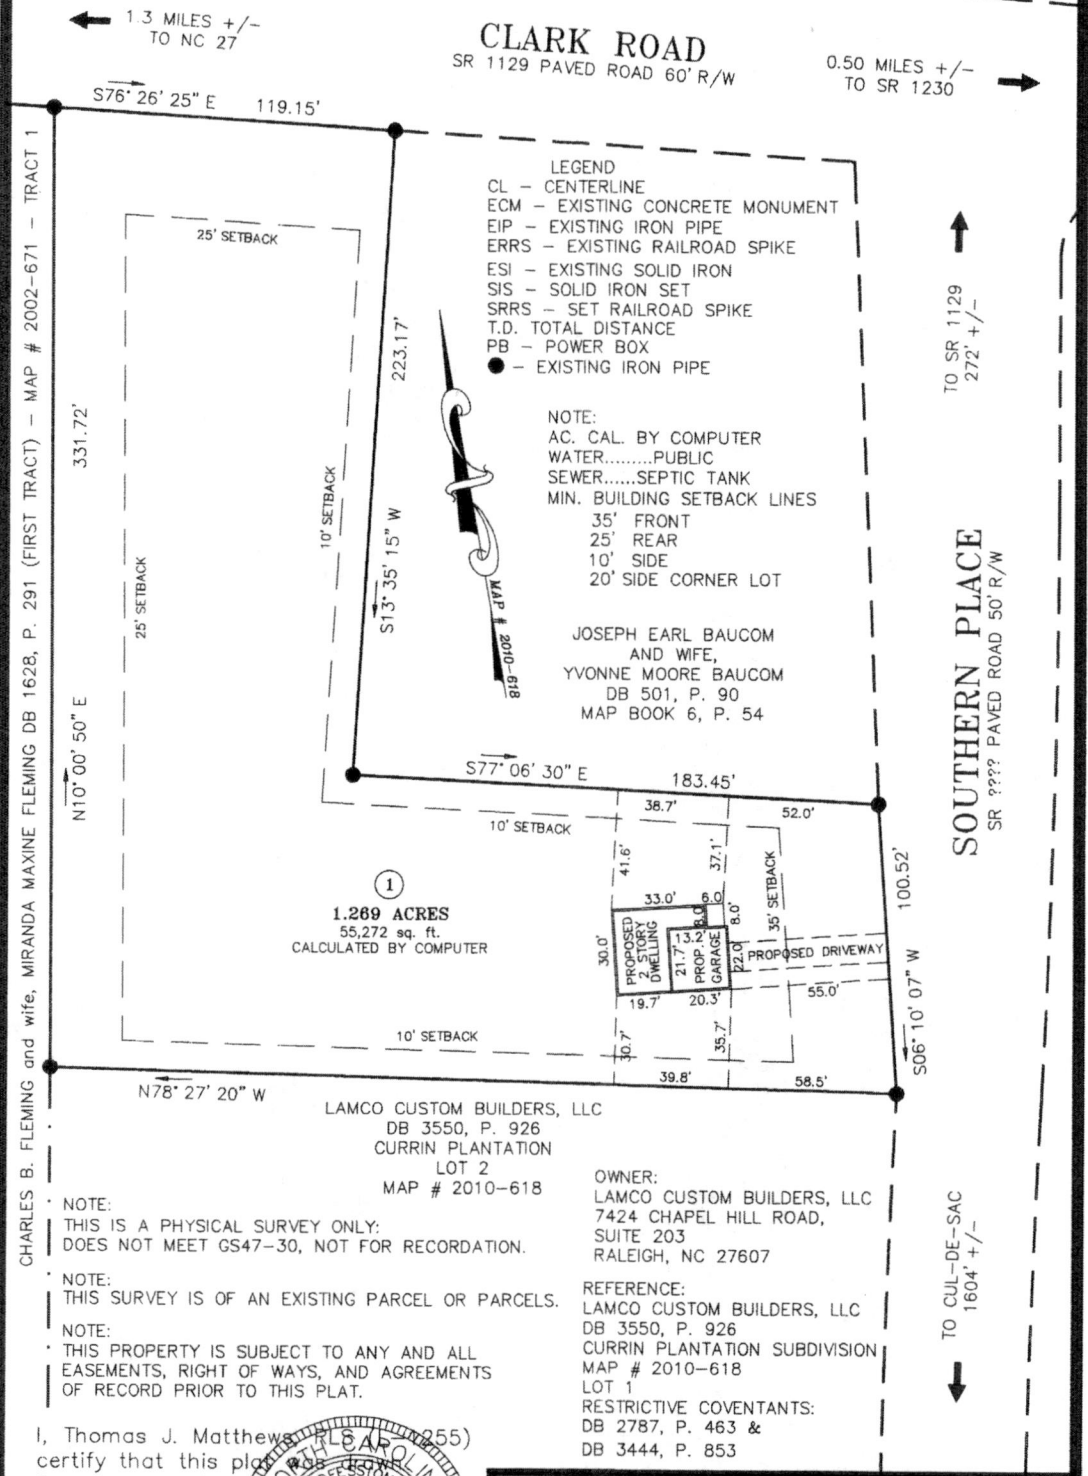 1.3 MILES +/-
TO NC 27
CLARK ROAD
SR 1129 PAVED ROAD 60' R/W
0.50 MILES +/-
TO SR 1230
S76° 26' 25" E 119.15'
CHARLES B. FLEMING and wife, MIRANDA MAXINE FLEMING DB 1628, P. 291 (FIRST TRACT) – MAP # 2002-671 – TRACT 1
N10° 00' 50" E 331.72'
25' SETBACK
25' SETBACK
10' SETBACK
S13° 35' 15" W 223.17'
LEGEND
CL – CENTERLINE
ECM – EXISTING CONCRETE MONUMENT
EIP – EXISTING IRON PIPE
ERRS – EXISTING RAILROAD SPIKE
ESI – EXISTING SOLID IRON
SIS – SOLID IRON SET
SRRS – SET RAILROAD SPIKE
T.D. TOTAL DISTANCE
PB – POWER BOX
– EXISTING IRON PIPE
MAP # 2010-618
NOTE:
AC. CAL. BY COMPUTER
WATER.........PUBLIC
SEWER......SEPTIC TANK
MIN. BUILDING SETBACK LINES
35' FRONT
25' REAR
10' SIDE
20' SIDE CORNER LOT
JOSEPH EARL BAUCOM
AND WIFE,
YVONNE MOORE BAUCOM
DB 501, P. 90
MAP BOOK 6, P. 54
TO SR 1129
272' +/-
SOUTHERN PLACE
SR ???? PAVED ROAD 50' R/W
S77° 06' 30" E 183.45'
38.7' 52.0'
10' SETBACK
41.6' 37.1'
35' SETBACK
100.52'
S06° 10' 07" W
1
1.269 ACRES
55,272 sq. ft.
CALCULATED BY COMPUTER
33.0' 6.0'
8.0' 8.0'
30.0'
PROPOSED
2 STORY
DWELLING
13.2'
21.7'
PROP.
GARAGE
22.0'
PROPOSED DRIVEWAY
19.7' 20.3' 55.0'
10' SETBACK
30.7' 35.7'
39.8' 58.5'
N78° 27' 20" W
LAMCO CUSTOM BUILDERS, LLC
DB 3550, P. 926
CURRIN PLANTATION
LOT 2
MAP # 2010-618
NOTE:
THIS IS A PHYSICAL SURVEY ONLY:
DOES NOT MEET GS47-30, NOT FOR RECORDATION.
NOTE:
THIS SURVEY IS OF AN EXISTING PARCEL OR PARCELS.
NOTE:
THIS PROPERTY IS SUBJECT TO ANY AND ALL
EASEMENTS, RIGHT OF WAYS, AND AGREEMENTS
OF RECORD PRIOR TO THIS PLAT.
OWNER:
LAMCO CUSTOM BUILDERS, LLC
7424 CHAPEL HILL ROAD,
SUITE 203
RALEIGH, NC 27607
REFERENCE:
LAMCO CUSTOM BUILDERS, LLC
DB 3550, P. 926
CURRIN PLANTATION SUBDIVISION
MAP # 2010-618
LOT 1
RESTRICTIVE COVENTANTS:
DB 2787, P. 463 &
DB 3444, P. 853
TO CUL-DE-SAC
1604' +/-
I, Thomas J. Matthews, RLS 255)
certify that this plat was drawn
NORTH CAROLINA